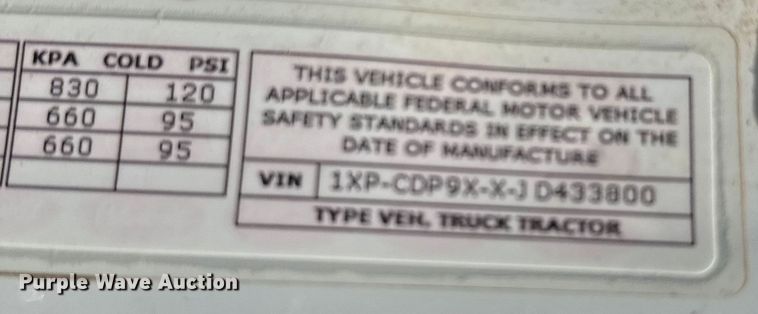 KPA COLD PSI
830 120
660 95
660 95
THIS VEHICLE CONFORMS TO ALL
APPLICABLE FEDERAL MOTOR VEHICLE
SAFETY STANDARDS IN EFFECT ON THE
DATE OF MANUFACTURE
VIN 1XP-CDP9X-X-J D433800
TYPE VEH. TRUCK TRACTOR
Purple Wave Auction